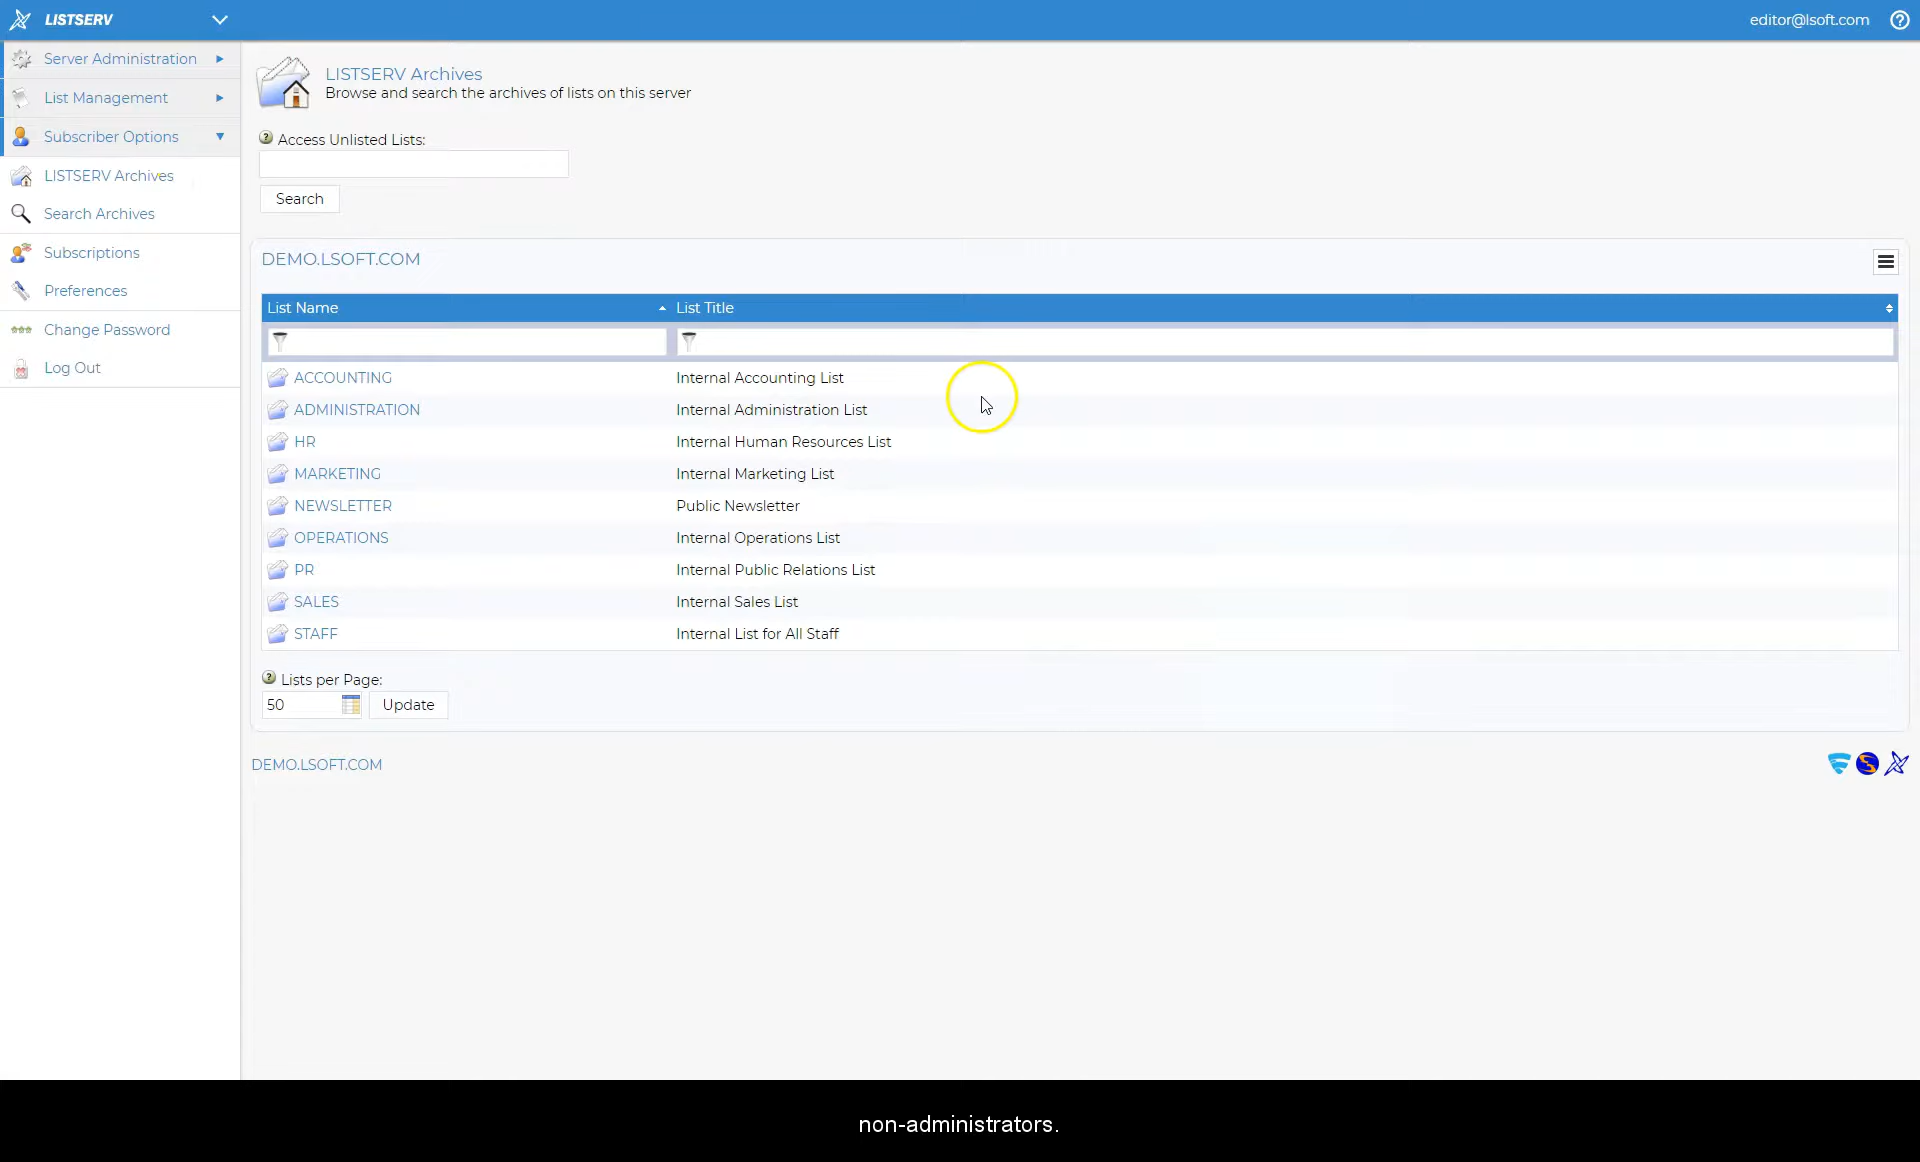 LISTSERV
editor@lsoft.com
Server Administration
List Management
Subscriber Options
LISTSERV Archives
Search Archives
Subscriptions
Preferences
Change Password
Log Out
LISTSERV Archives
Browse and search the archives of lists on this server
Access Unlisted Lists:
Search
DEMO.LSOFT.COM
List Name List Title
ACCOUNTING Internal Accounting List
ADMINISTRATION Internal Administration List
HR Internal Human Resources List
MARKETING Internal Marketing List
NEWSLETTER Public Newsletter
OPERATIONS Internal Operations List
PR Internal Public Relations List
SALES Internal Sales List
STAFF Internal List for All Staff
Lists per Page:
50 Update
DEMO.LSOFT.COM
non-administrators.